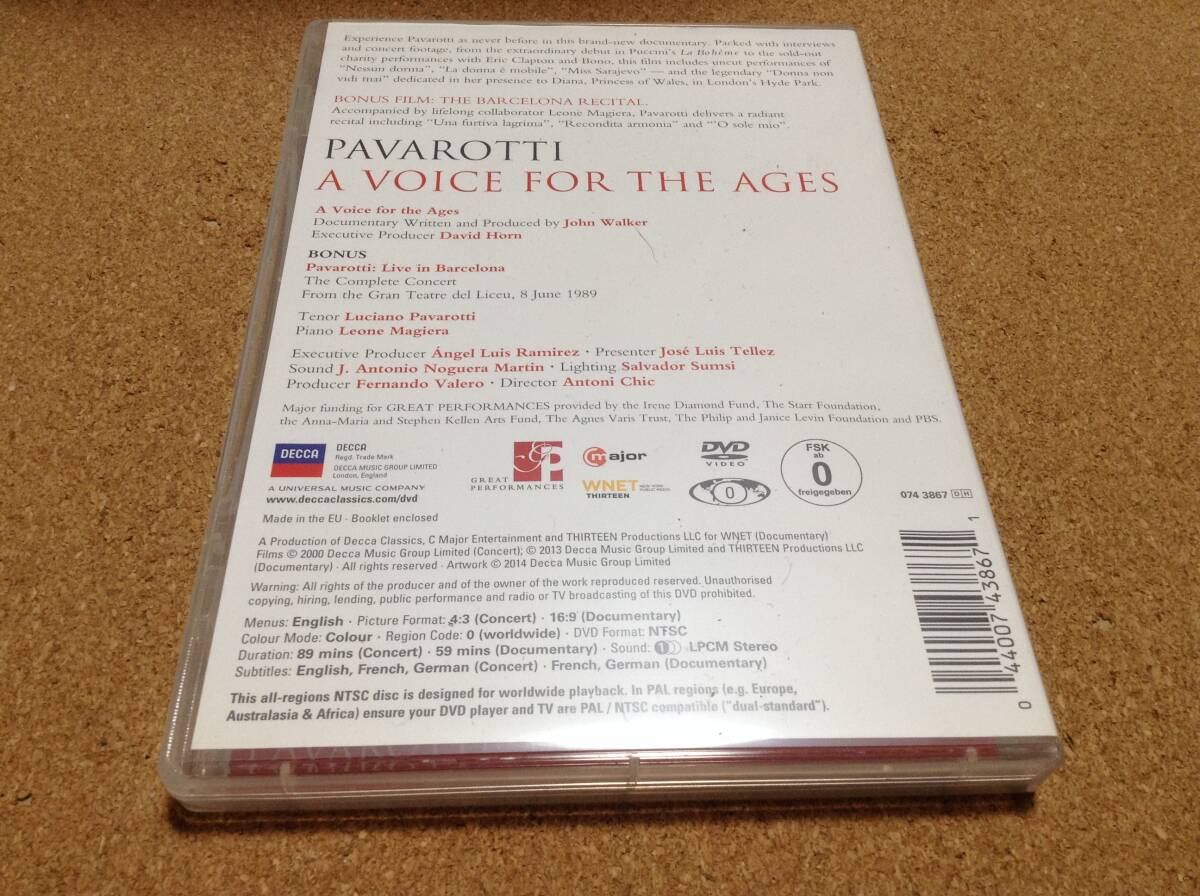 Experience Pavarotti as never before in this brand-new documentary. Packed with interviews
and concert footage, from the extraordinary debut in Puccini's La Bohème to the sold-out
charity performances with Eric Clapton and Bono, this film includes uncut performances of
"Nessun dorma", "La donna è mobile", "Miss Sarajevo" — and the legendary "Donna non
vidi mai" dedicated in her presence to Diana, Princess of Wales, in London's Hyde Park.
BONUS FILM: THE BARCELONA RECITAL.
Accompanied by lifelong collaborator Leone Magiera, Pavarotti delivers a radiant
recital including "Una furtiva lagrima", "Recondita armonia" and "'O sole mio".
PAVAROTTI
A VOICE FOR THE AGES
A Voice for the Ages
Documentary Written and Produced by John Walker
Executive Producer David Horn
BONUS
Pavarotti: Live in Barcelona
The Complete Concert
From the Gran Teatre del Liceu, 8 June 1989
Tenor Luciano Pavarotti
Piano Leone Magiera
Executive Producer Ángel Luis Ramirez · Presenter José Luis Tellez
Sound J. Antonio Noguera Martin · Lighting Salvador Sumsi
Producer Fernando Valero · Director Antoni Chic
Major funding for GREAT PERFORMANCES provided by the Irene Diamond Fund, The Starr Foundation,
the Anna-Maria and Stephen Kellen Arts Fund, The Agnes Varis Trust, The Philip and Janice Levin Foundation and PBS.
DECCA
DECCA
Regd. Trade Mark
DECCA MUSIC GROUP LIMITED
London, England
A UNIVERSAL MUSIC COMPANY
www.deccaclassics.com/dvd
GP
GREAT
PERFORMANCES
C major
WNET NEW YORK PUBLIC MEDIA
THIRTEEN
DVD
VIDEO
0
FSK
ab
0
freigegeben
074 3867 DH
Made in the EU · Booklet enclosed
A Production of Decca Classics, C Major Entertainment and THIRTEEN Productions LLC for WNET (Documentary)
Films © 2000 Decca Music Group Limited (Concert); © 2013 Decca Music Group Limited and THIRTEEN Productions LLC
(Documentary) · All rights reserved · Artwork © 2014 Decca Music Group Limited
Warning: All rights of the producer and of the owner of the work reproduced reserved. Unauthorised
copying, hiring, lending, public performance and radio or TV broadcasting of this DVD prohibited.
Menus: English · Picture Format: 4:3 (Concert) · 16:9 (Documentary)
Colour Mode: Colour · Region Code: 0 (worldwide) · DVD Format: NTSC
Duration: 89 mins (Concert) · 59 mins (Documentary) · Sound: 1 LPCM Stereo
Subtitles: English, French, German (Concert) · French, German (Documentary)
This all-regions NTSC disc is designed for worldwide playback. In PAL regions (e.g. Europe,
Australasia & Africa) ensure your DVD player and TV are PAL / NTSC compatible ("dual-standard").
0 44007 43867 1
PAVAROTTI